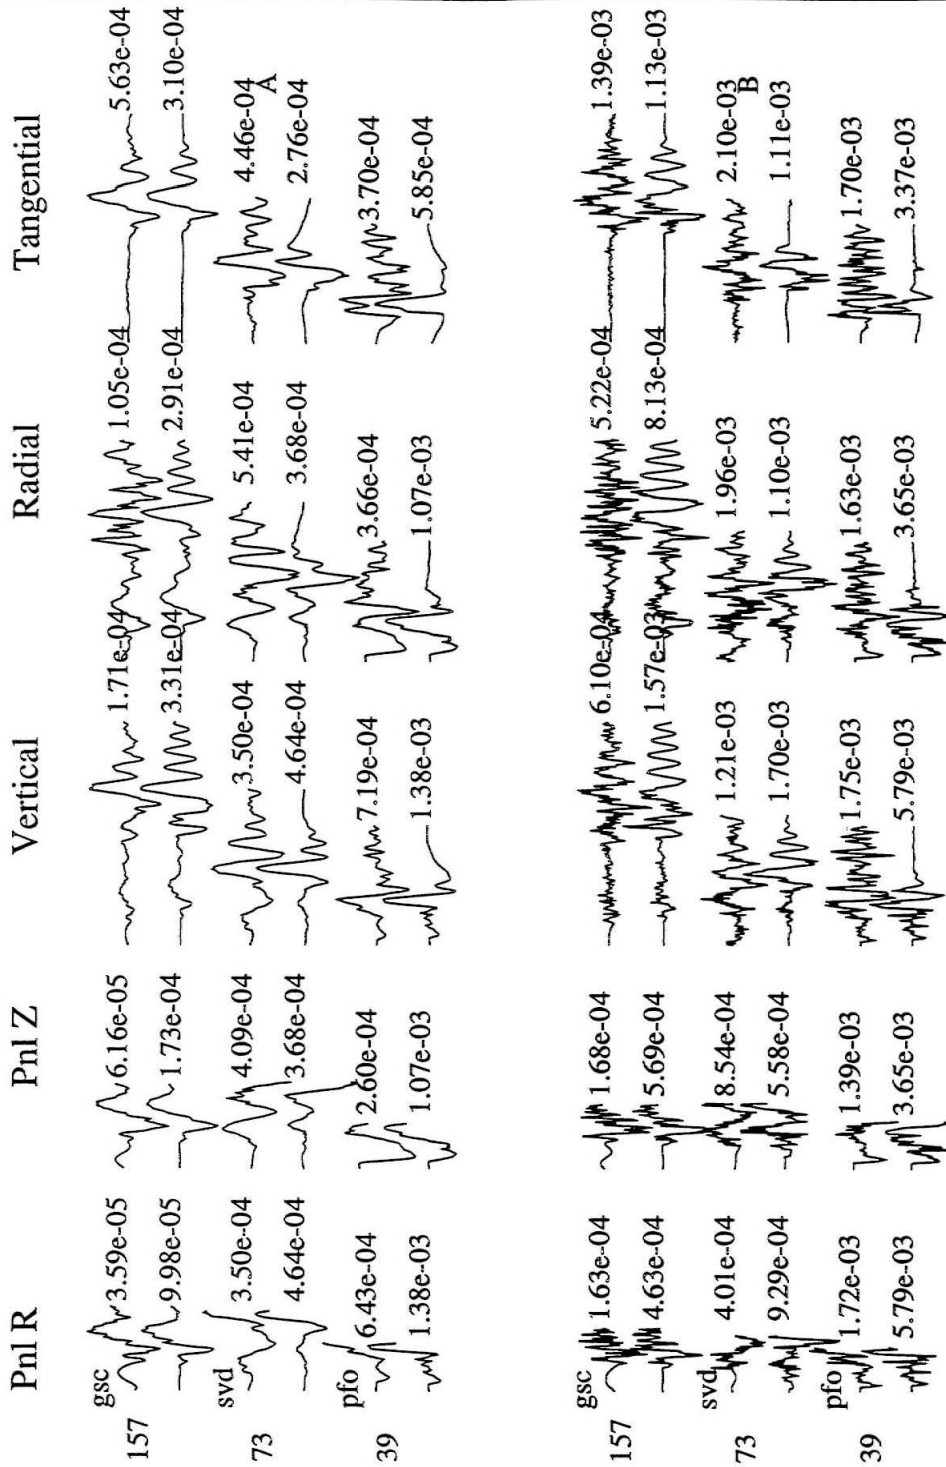 Pnl R Pnl Z Vertical Radial Tangential
gsc
157 3.59e-05 6.16e-05 1.71e-04 1.05e-04 5.63e-04
9.98e-05 1.73e-04 3.31e-04 2.91e-04 3.10e-04
svd
73 3.50e-04 4.09e-04 3.50e-04 5.41e-04 4.46e-04
A
4.64e-04 3.68e-04 4.64e-04 3.68e-04 2.76e-04
pfo
39 6.43e-04 2.60e-04 7.19e-04 3.66e-04 3.70e-04
1.38e-03 1.07e-03 1.38e-03 1.07e-03 5.85e-04
gsc
157 1.63e-04 1.68e-04 6.10e-04 5.22e-04 1.39e-03
4.63e-04 5.69e-04 1.57e-03 8.13e-04 1.13e-03
svd
73 4.01e-04 8.54e-04 1.21e-03 1.96e-03 2.10e-03
B
9.29e-04 5.58e-04 1.70e-03 1.10e-03 1.11e-03
pfo
39 1.72e-03 1.39e-03 1.75e-03 1.63e-03 1.70e-03
5.79e-03 3.65e-03 5.79e-03 3.65e-03 3.37e-03